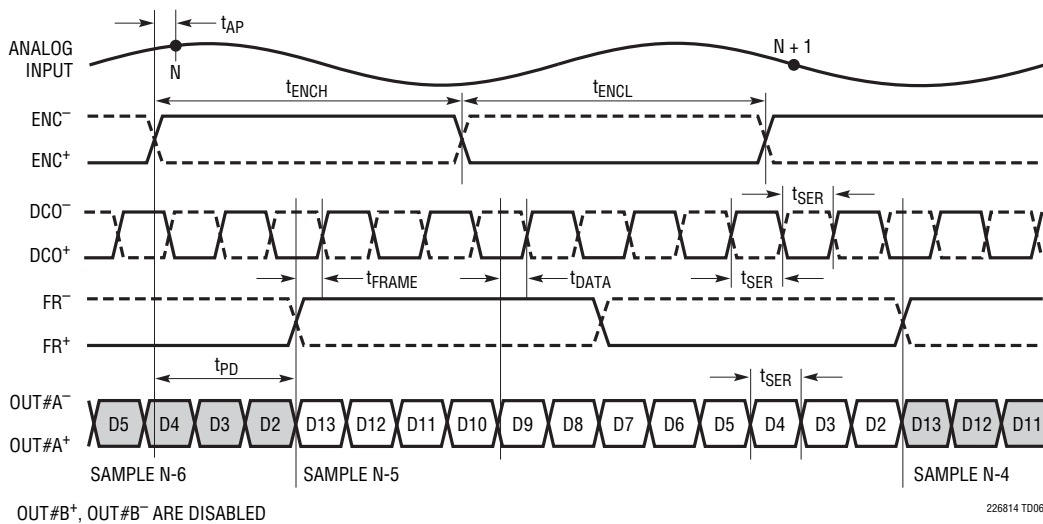 tAP
ANALOG
INPUT
N
N + 1
tENCH
tENCL
ENC–
ENC+
DCO–
DCO+
tSER
tFRAME
tDATA
tSER
FR–
FR+
tPD
tSER
OUT#A–
OUT#A+
D5 D4 D3 D2 D13 D12 D11 D10 D9 D8 D7 D6 D5 D4 D3 D2 D13 D12 D11
SAMPLE N-6 SAMPLE N-5 SAMPLE N-4
OUT#B+, OUT#B– ARE DISABLED
226814 TD06